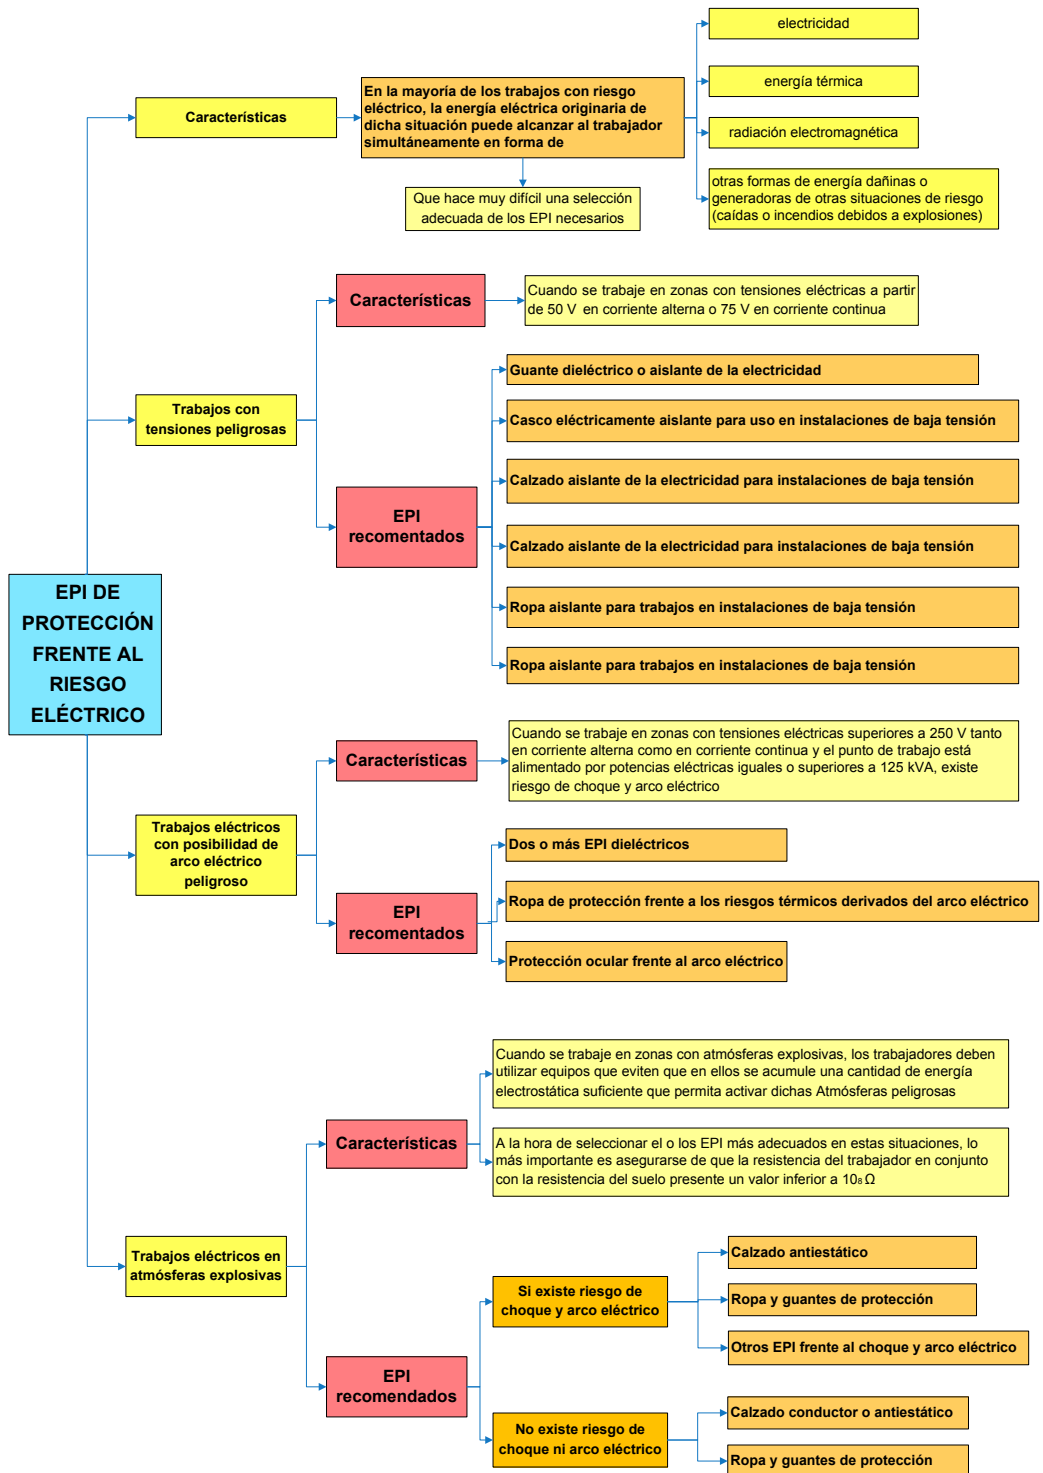 electricidad
energía térmica
radiación electromagnética
otras formas de energía dañinas o
generadoras de otras situaciones de riesgo
(caídas o incendios debidos a explosiones)
Características
En la mayoría de los trabajos con riesgo
eléctrico, la energía eléctrica originaria de
dicha situación puede alcanzar al trabajador
simultáneamente en forma de
Que hace muy difícil una selección
adecuada de los EPI necesarios
Características
Cuando se trabaje en zonas con tensiones eléctricas a partir
de 50 V en corriente alterna o 75 V en corriente continua
Trabajos con
tensiones peligrosas
EPI
recomentados
Guante dieléctrico o aislante de la electricidad
Casco eléctricamente aislante para uso en instalaciones de baja tensión
Calzado aislante de la electricidad para instalaciones de baja tensión
Calzado aislante de la electricidad para instalaciones de baja tensión
Ropa aislante para trabajos en instalaciones de baja tensión
Ropa aislante para trabajos en instalaciones de baja tensión
EPI DE
PROTECCIÓN
FRENTE AL
RIESGO
ELÉCTRICO
Características
Cuando se trabaje en zonas con tensiones eléctricas superiores a 250 V tanto
en corriente alterna como en corriente continua y el punto de trabajo está
alimentado por potencias eléctricas iguales o superiores a 125 kVA, existe
riesgo de choque y arco eléctrico
Trabajos eléctricos
con posibilidad de
arco eléctrico
peligroso
EPI
recomentados
Dos o más EPI dieléctricos
Ropa de protección frente a los riesgos térmicos derivados del arco eléctrico
Protección ocular frente al arco eléctrico
Características
Cuando se trabaje en zonas con atmósferas explosivas, los trabajadores deben
utilizar equipos que eviten que en ellos se acumule una cantidad de energía
electrostática suficiente que permita activar dichas Atmósferas peligrosas
A la hora de seleccionar el o los EPI más adecuados en estas situaciones, lo
más importante es asegurarse de que la resistencia del trabajador en conjunto
con la resistencia del suelo presente un valor inferior a 10₈ Ω
Trabajos eléctricos en
atmósferas explosivas
EPI
recomendados
Si existe riesgo de
choque y arco eléctrico
Calzado antiestático
Ropa y guantes de protección
Otros EPI frente al choque y arco eléctrico
No existe riesgo de
choque ni arco eléctrico
Calzado conductor o antiestático
Ropa y guantes de protección